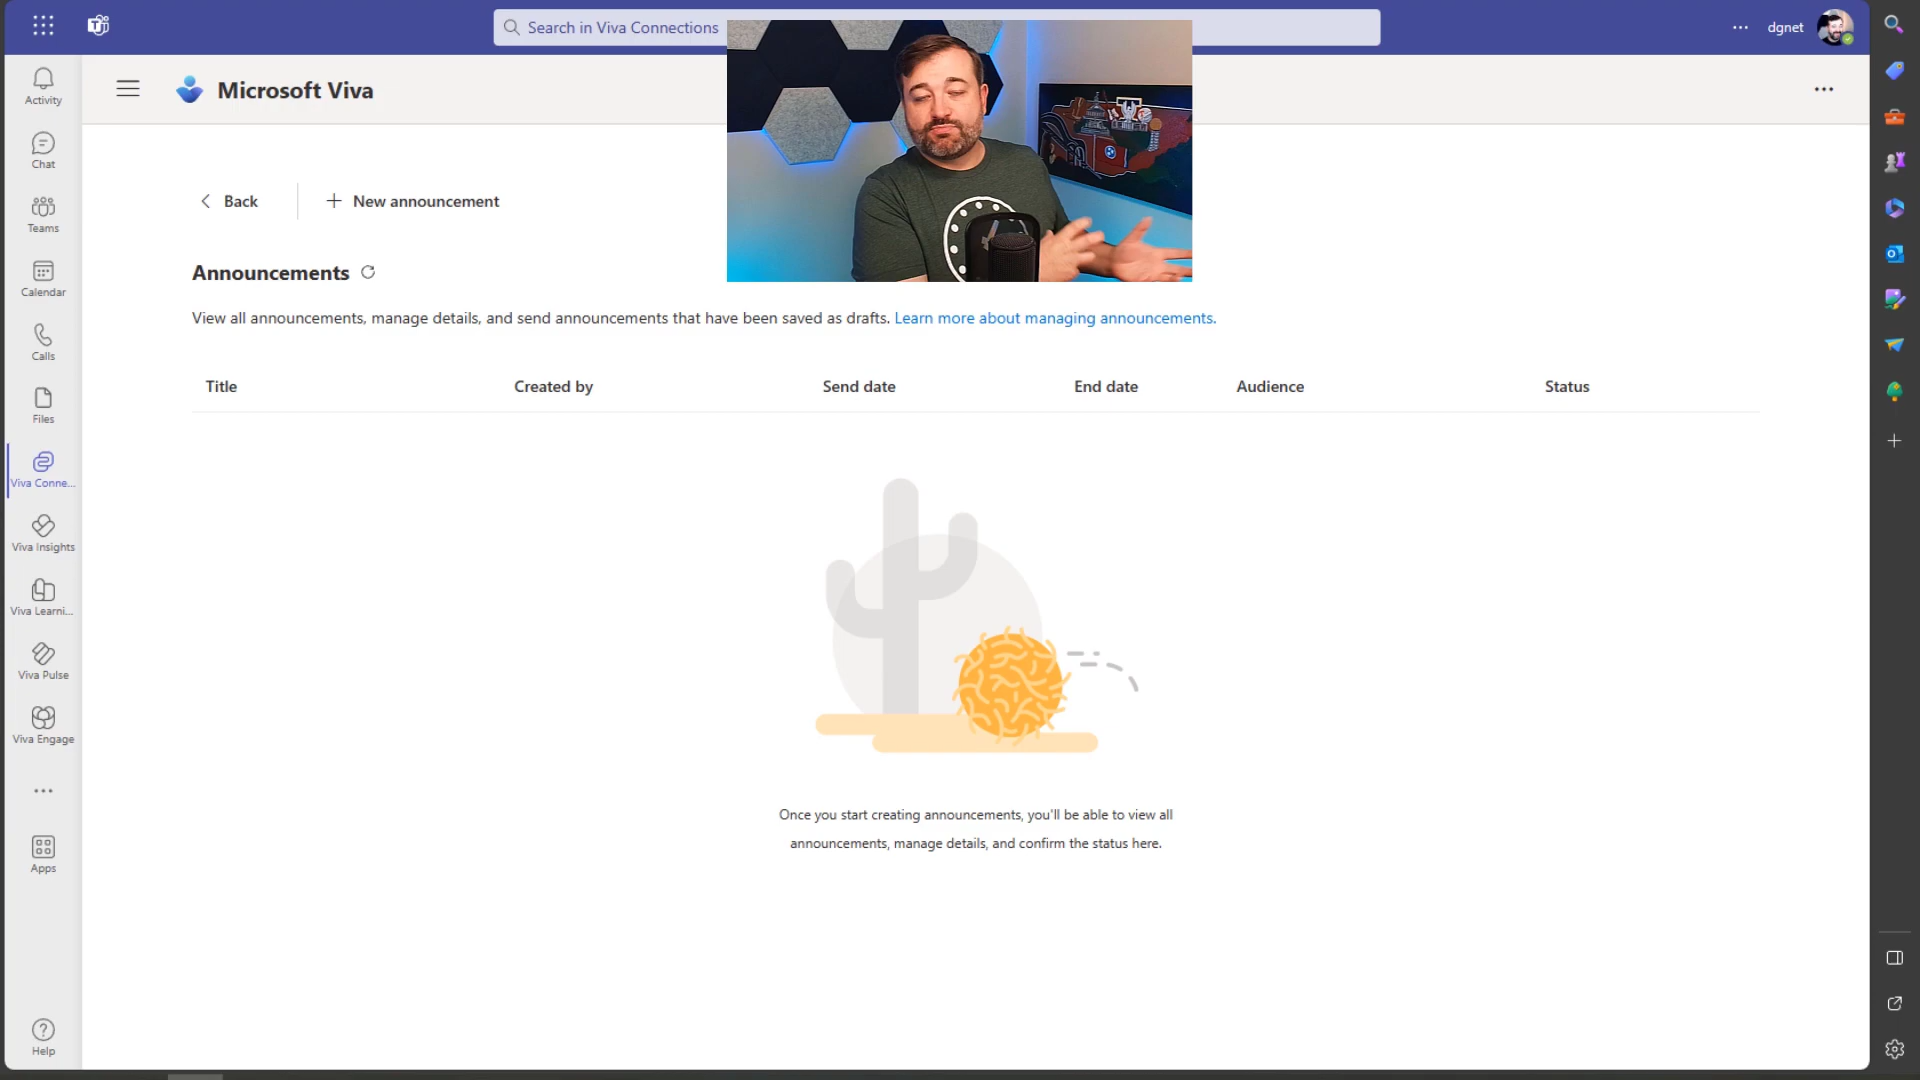 Search in Viva Connections
dgnet
Activity
Chat
Teams
Calendar
Calls
Files
Viva Conne...
Viva Insights
Viva Learni...
Viva Pulse
Viva Engage
Apps
Help
Microsoft Viva
Back
New announcement
Announcements
View all announcements, manage details, and send announcements that have been saved as drafts. Learn more about managing announcements.
Title Created by Send date End date Audience Status
Once you start creating announcements, you'll be able to view all
announcements, manage details, and confirm the status here.